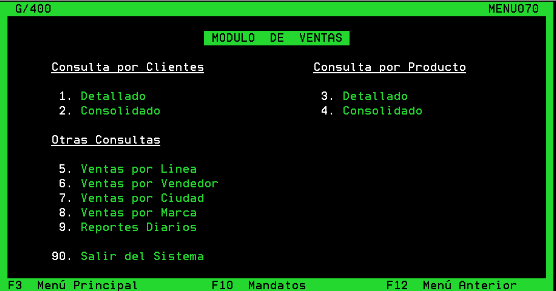 G/400 MENU070
MODULO DE VENTAS
Consulta por Clientes Consulta por Producto
1. Detallado 3. Detallado
2. Consolidado 4. Consolidado
Otras Consultas
5. Ventas por Linea
6. Ventas por Vendedor
7. Ventas por Ciudad
8. Ventas por Marca
9. Reportes Diarios
90. Salir del Sistema
F3 Menú Principal F10 Mandatos F12 Menú Anterior